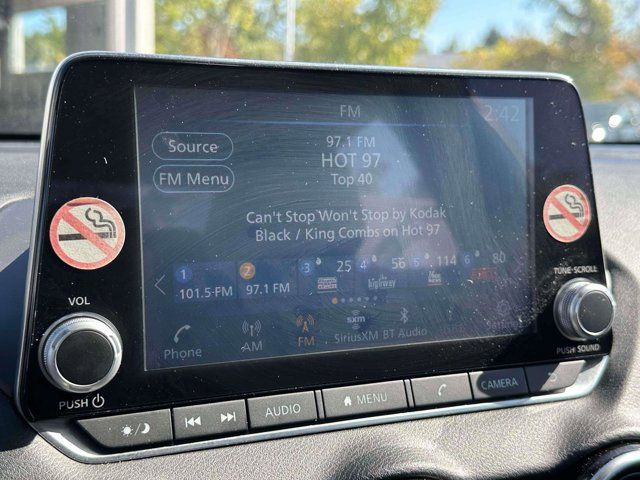 FM
2:42
Source
97.1 FM
HOT 97
FM Menu
Top 40
Can't Stop Won't Stop by Kodak
Black / King Combs on Hot 97
1
2
3
25
4
56
5
114
6
80
101.5-FM
97.1 FM
highway
Phone
AM
FM
sxm
SiriusXM
BT Audio
VOL
PUSH
TUNE·SCROLL
PUSH SOUND
AUDIO
MENU
CAMERA